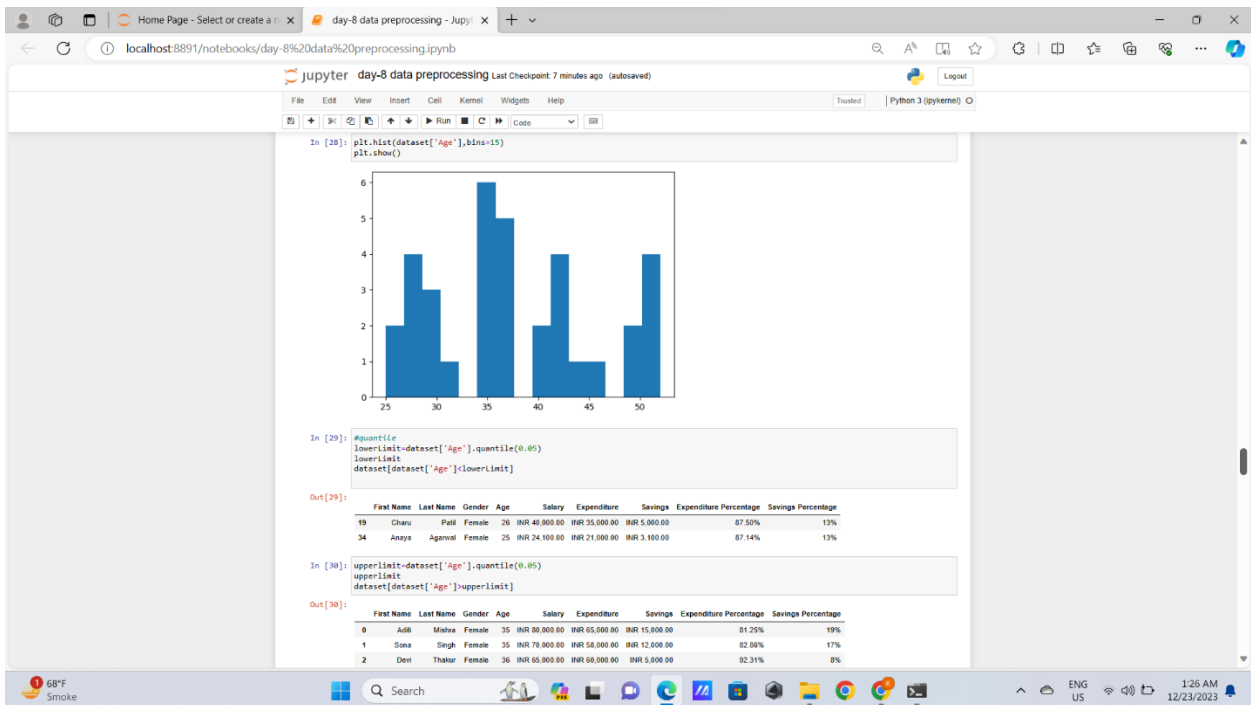 Home Page - Select or create a n
day-8 data preprocessing - Jupyt
localhost:8891/notebooks/day-8%20data%20preprocessing.ipynb
jupyter day-8 data preprocessing Last Checkpoint: 7 minutes ago (autosaved)
Logout
File Edit View Insert Cell Kernel Widgets Help
Trusted
Python 3 (ipykernel)
Run
Code
In [28]: plt.hist(dataset['Age'],bins=15)
plt.show()
6
5
4
3
2
1
0
25 30 35 40 45 50
In [29]: #quantile
lowerLimit=dataset['Age'].quantile(0.05)
lowerLimit
dataset[dataset['Age']<lowerLimit]
Out[29]:
First Name Last Name Gender Age Salary Expenditure Savings Expenditure Percentage Savings Percentage
19 Charu Patil Female 26 INR 40,000.00 INR 35,000.00 INR 5,000.00 87.50% 13%
34 Anaya Agarwal Female 25 INR 24,100.00 INR 21,000.00 INR 3,100.00 87.14% 13%
In [30]: upperlimit=dataset['Age'].quantile(0.05)
upperlimit
dataset[dataset['Age']>upperlimit]
Out[30]:
First Name Last Name Gender Age Salary Expenditure Savings Expenditure Percentage Savings Percentage
0 Aditi Mishra Female 35 INR 80,000.00 INR 65,000.00 INR 15,000.00 81.25% 19%
1 Sona Singh Female 35 INR 70,000.00 INR 58,000.00 INR 12,000.00 82.86% 17%
2 Devi Thakur Female 36 INR 65,000.00 INR 60,000.00 INR 5,000.00 92.31% 8%
1
68°F
Smoke
Search
ENG
US
1:26 AM
12/23/2023